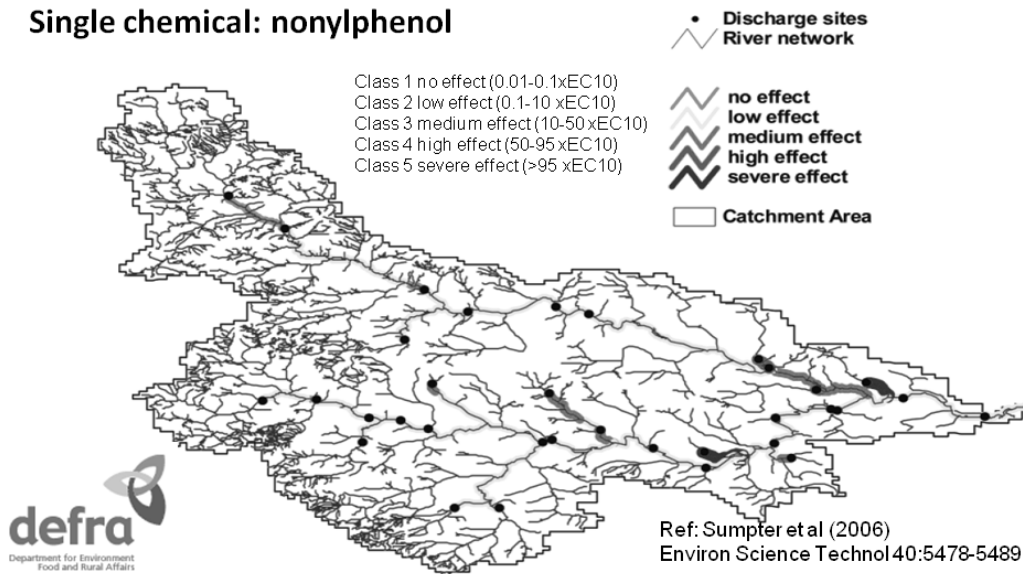 Single chemical: nonylphenol
Discharge sites
River network
Class 1 no effect (0.01-0.1xEC10)
Class 2 low effect (0.1-10 xEC10)
Class 3 medium effect (10-50 xEC10)
Class 4 high effect (50-95 xEC10)
Class 5 severe effect (>95 xEC10)
no effect
low effect
medium effect
high effect
severe effect
Catchment Area
defra
Department for Environment
Food and Rural Affairs
Ref: Sumpter et al (2006)
Environ Science Technol 40:5478-5489